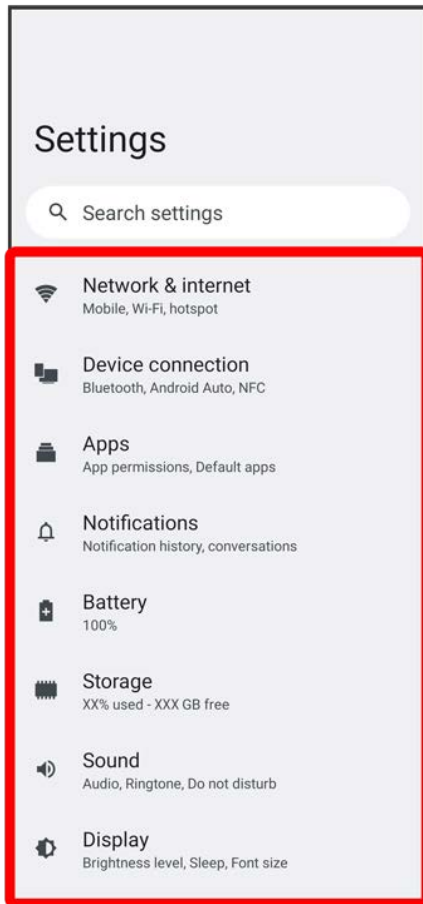 Settings
Search settings
Network & internet
Mobile, Wi-Fi, hotspot
Device connection
Bluetooth, Android Auto, NFC
Apps
App permissions, Default apps
Notifications
Notification history, conversations
Battery
100%
Storage
XX% used - XXX GB free
Sound
Audio, Ringtone, Do not disturb
Display
Brightness level, Sleep, Font size